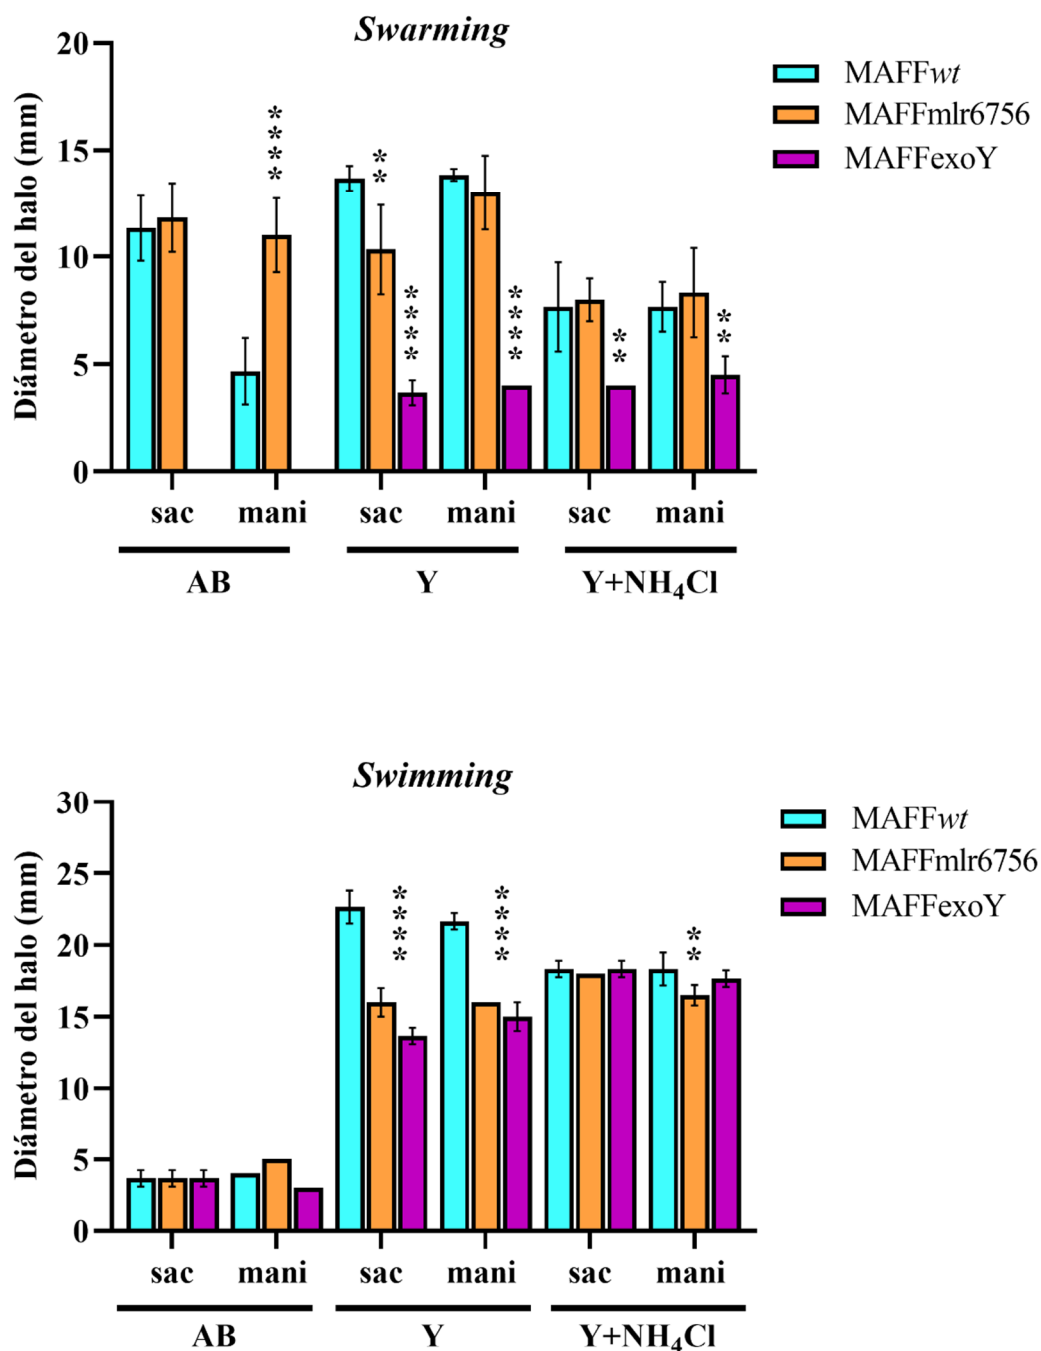 Swarming
Diámetro del halo (mm)
20
15
10
5
0
****
**
****
****
**
**
sac mani sac mani sac mani
AB Y Y+NH₄Cl
MAFFwt
MAFFmlr6756
MAFFexoY
Swimming
Diámetro del halo (mm)
30
25
20
15
10
5
0
****
****
**
sac mani sac mani sac mani
AB Y Y+NH₄Cl
MAFFwt
MAFFmlr6756
MAFFexoY